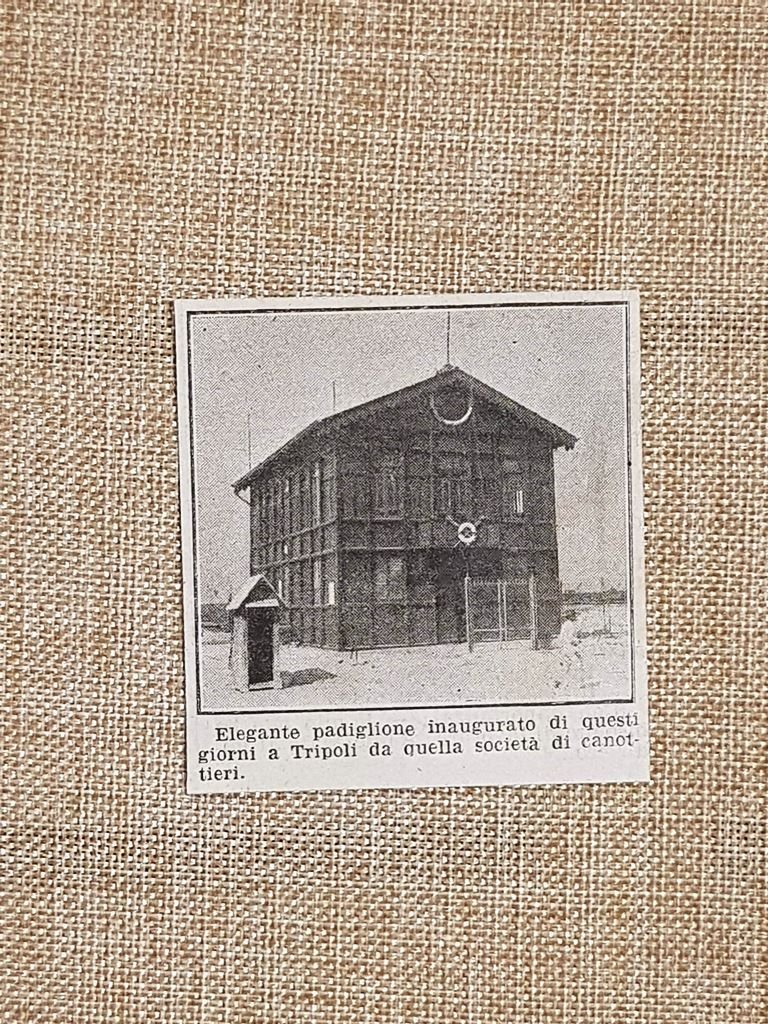 Elegante padiglione inaugurato di questi
giorni a Tripoli da quella società di canot-
tieri.